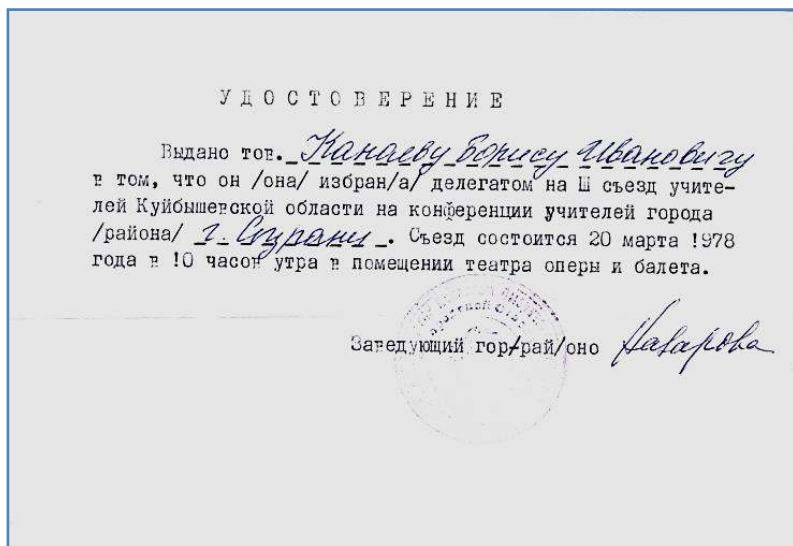 УДОСТОВЕРЕНИЕ
Выдано тов. Канаеву Борису Ивановичу
в том, что он /она/ избран/а/ делегатом на Ш съезд учите-
лей Куйбышевской области на конференции учителей города
/района/ г. Сызрани. Съезд состоится 20 марта 1978
года в 10 часов утра в помещении театра оперы и балета.
Заведующий гор/рай/оно Назарова